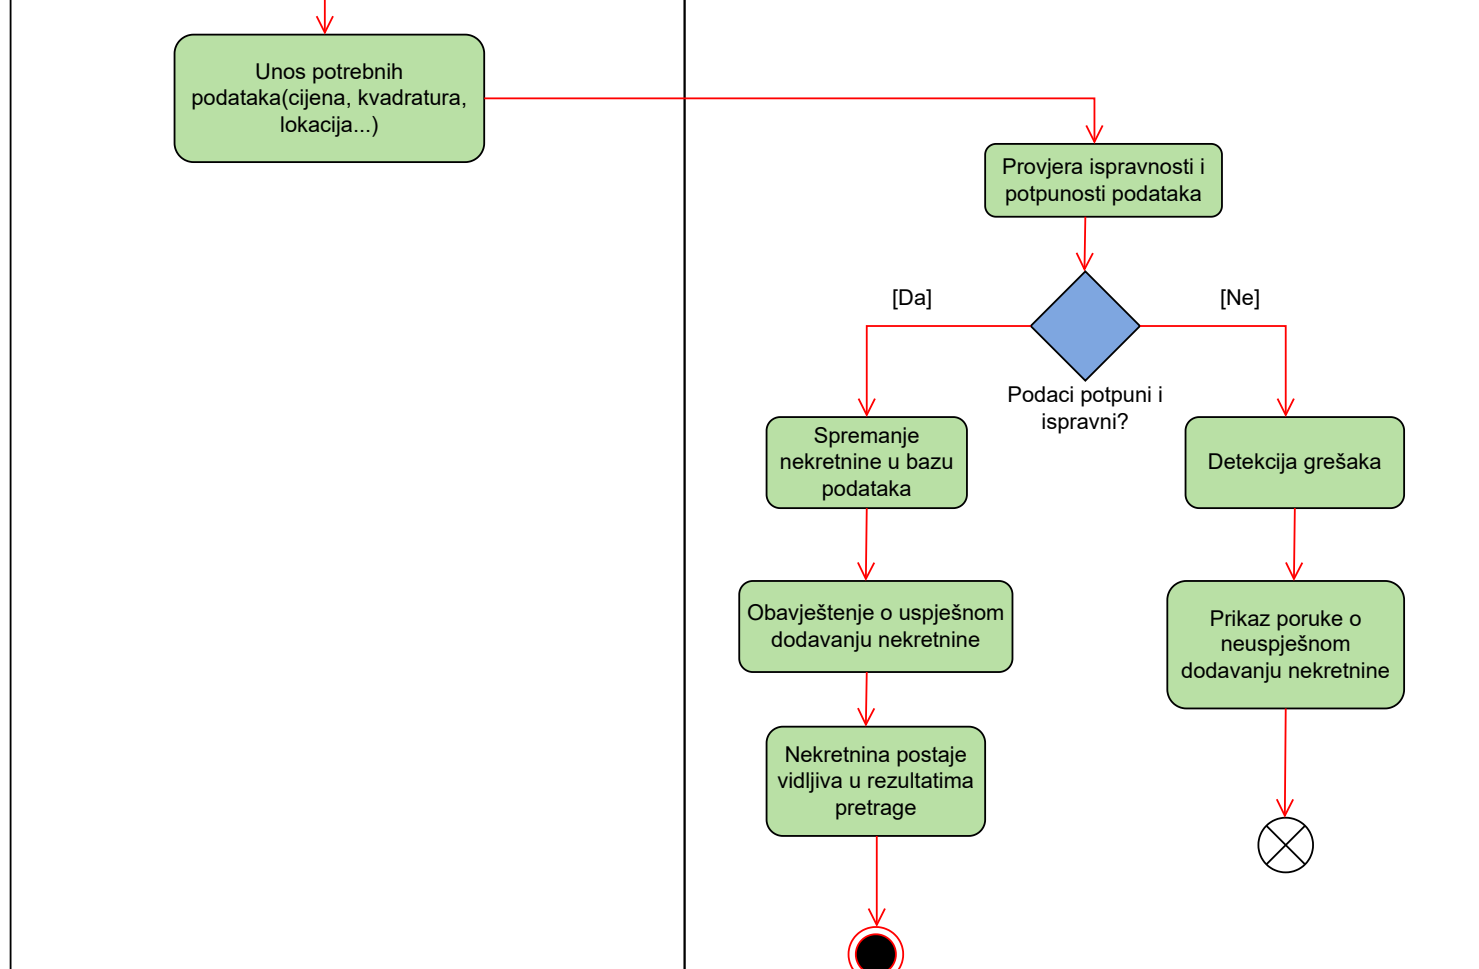 Unos potrebnih
podataka(cijena, kvadratura,
lokacija...)
Provjera ispravnosti i
potpunosti podataka
[Da]
[Ne]
Podaci potpuni i
ispravni?
Spremanje
nekretnine u bazu
podataka
Detekcija grešaka
Obavještenje o uspješnom
dodavanju nekretnine
Prikaz poruke o
neuspješnom
dodavanju nekretnine
Nekretnina postaje
vidljiva u rezultatima
pretrage